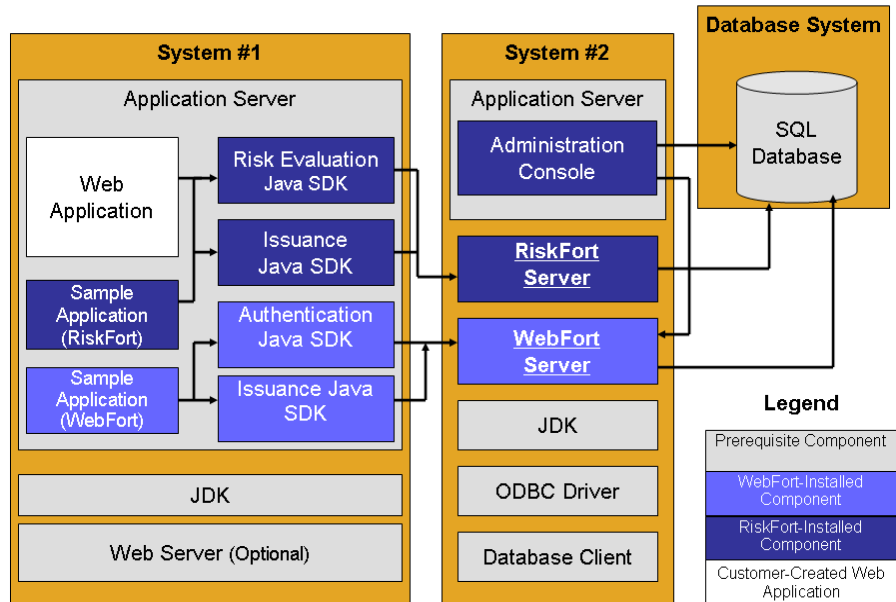 System #1
Application Server
Web
Application
Risk Evaluation
Java SDK
Issuance
Java SDK
Sample
Application
(RiskFort)
Authentication
Java SDK
Sample
Application
(WebFort)
Issuance Java
SDK
JDK
Web Server (Optional)
System #2
Application Server
Administration
Console
RiskFort
Server
WebFort
Server
JDK
ODBC Driver
Database Client
Database System
SQL
Database
Legend
Prerequisite Component
WebFort-Installed
Component
RiskFort-Installed
Component
Customer-Created Web
Application